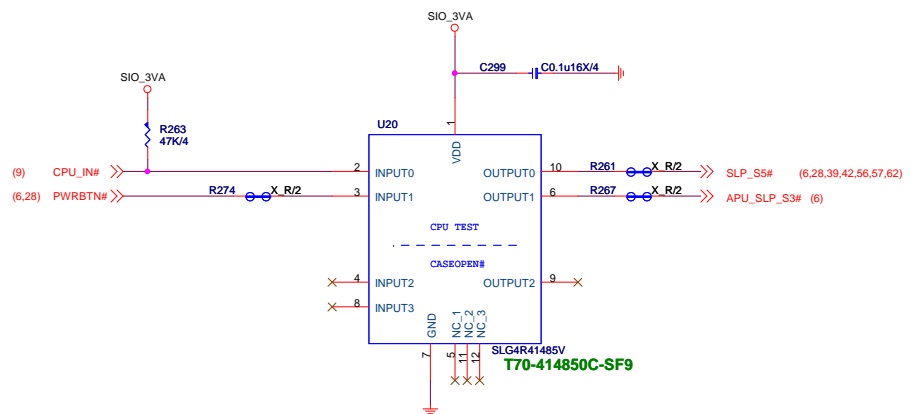 SIO_3VA
C299 C0.1u16X/4
SIO_3VA
R263
47K/4
U20
1
VDD
(9) CPU_IN# 2 INPUT0 OUTPUT0 10 R261 X_R/2 SLP_S5# (6,28,39,42,56,57,62)
(6,28) PWRBTN# R274 X_R/2 3 INPUT1 OUTPUT1 6 R267 X_R/2 APU_SLP_S3# (6)
CPU TEST
CASEOPEN#
4 INPUT2 OUTPUT2 9
8 INPUT3
GND NC_1 NC_2 NC_3
7 5 11 12
SLG4R41485V
T70-414850C-SF9